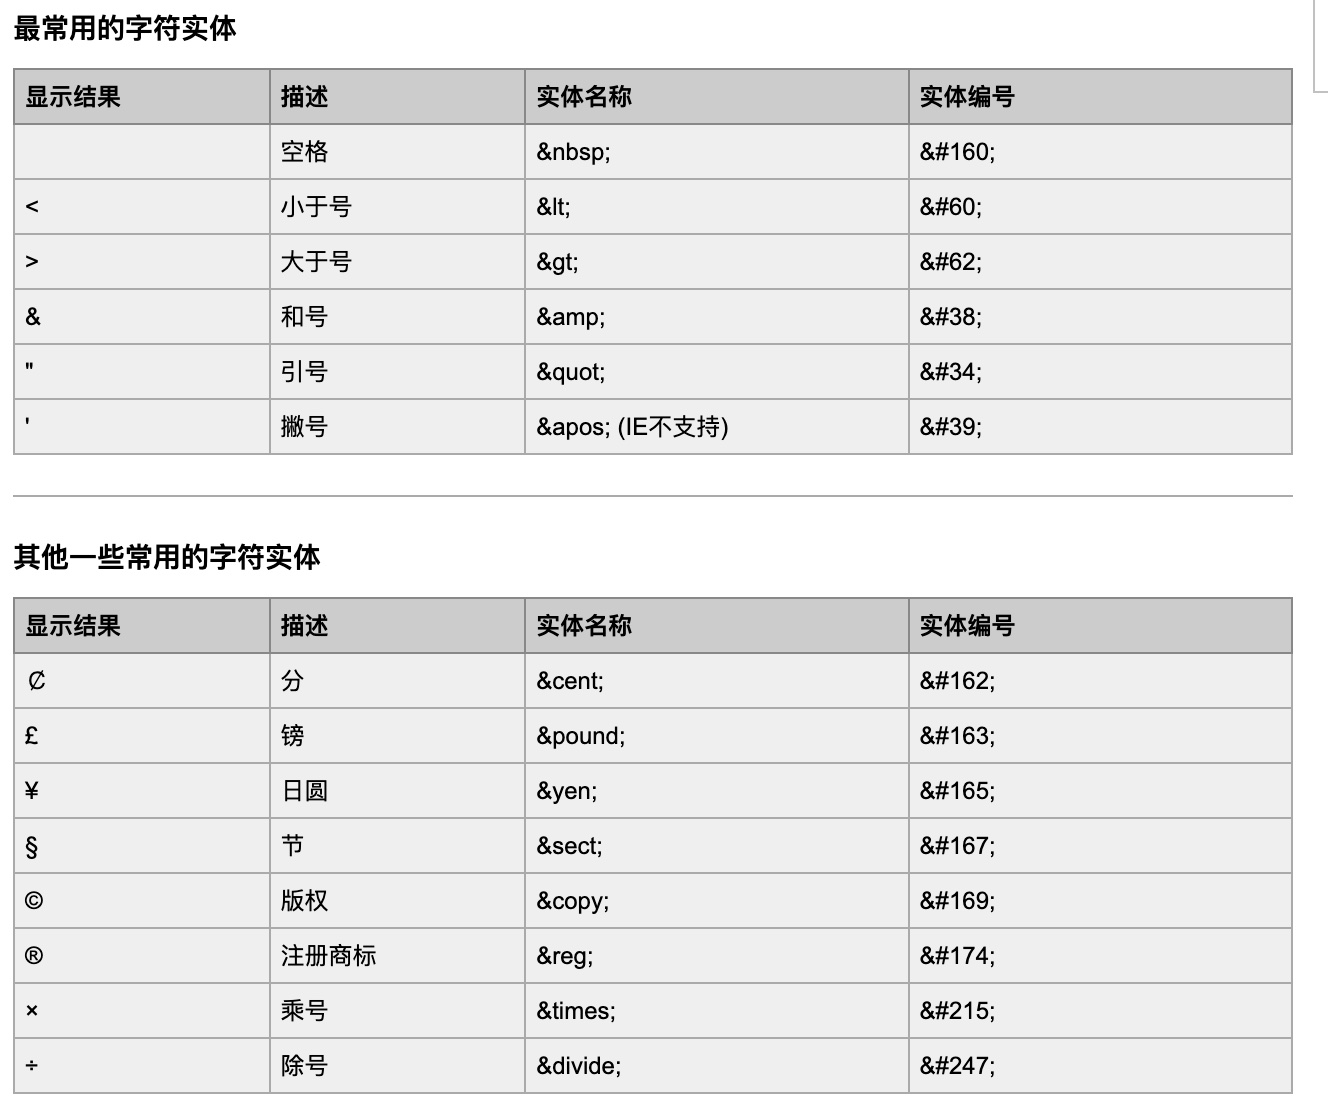 最常用的字符实体
显示结果 描述 实体名称 实体编号
空格 &nbsp; &#160;
< 小于号 &lt; &#60;
> 大于号 &gt; &#62;
& 和号 &amp; &#38;
" 引号 &quot; &#34;
' 撇号 &apos; (IE不支持) &#39;
其他一些常用的字符实体
显示结果 描述 实体名称 实体编号
₡ 分 &cent; &#162;
£ 镑 &pound; &#163;
¥ 日圆 &yen; &#165;
§ 节 &sect; &#167;
© 版权 &copy; &#169;
® 注册商标 &reg; &#174;
× 乘号 &times; &#215;
÷ 除号 &divide; &#247;